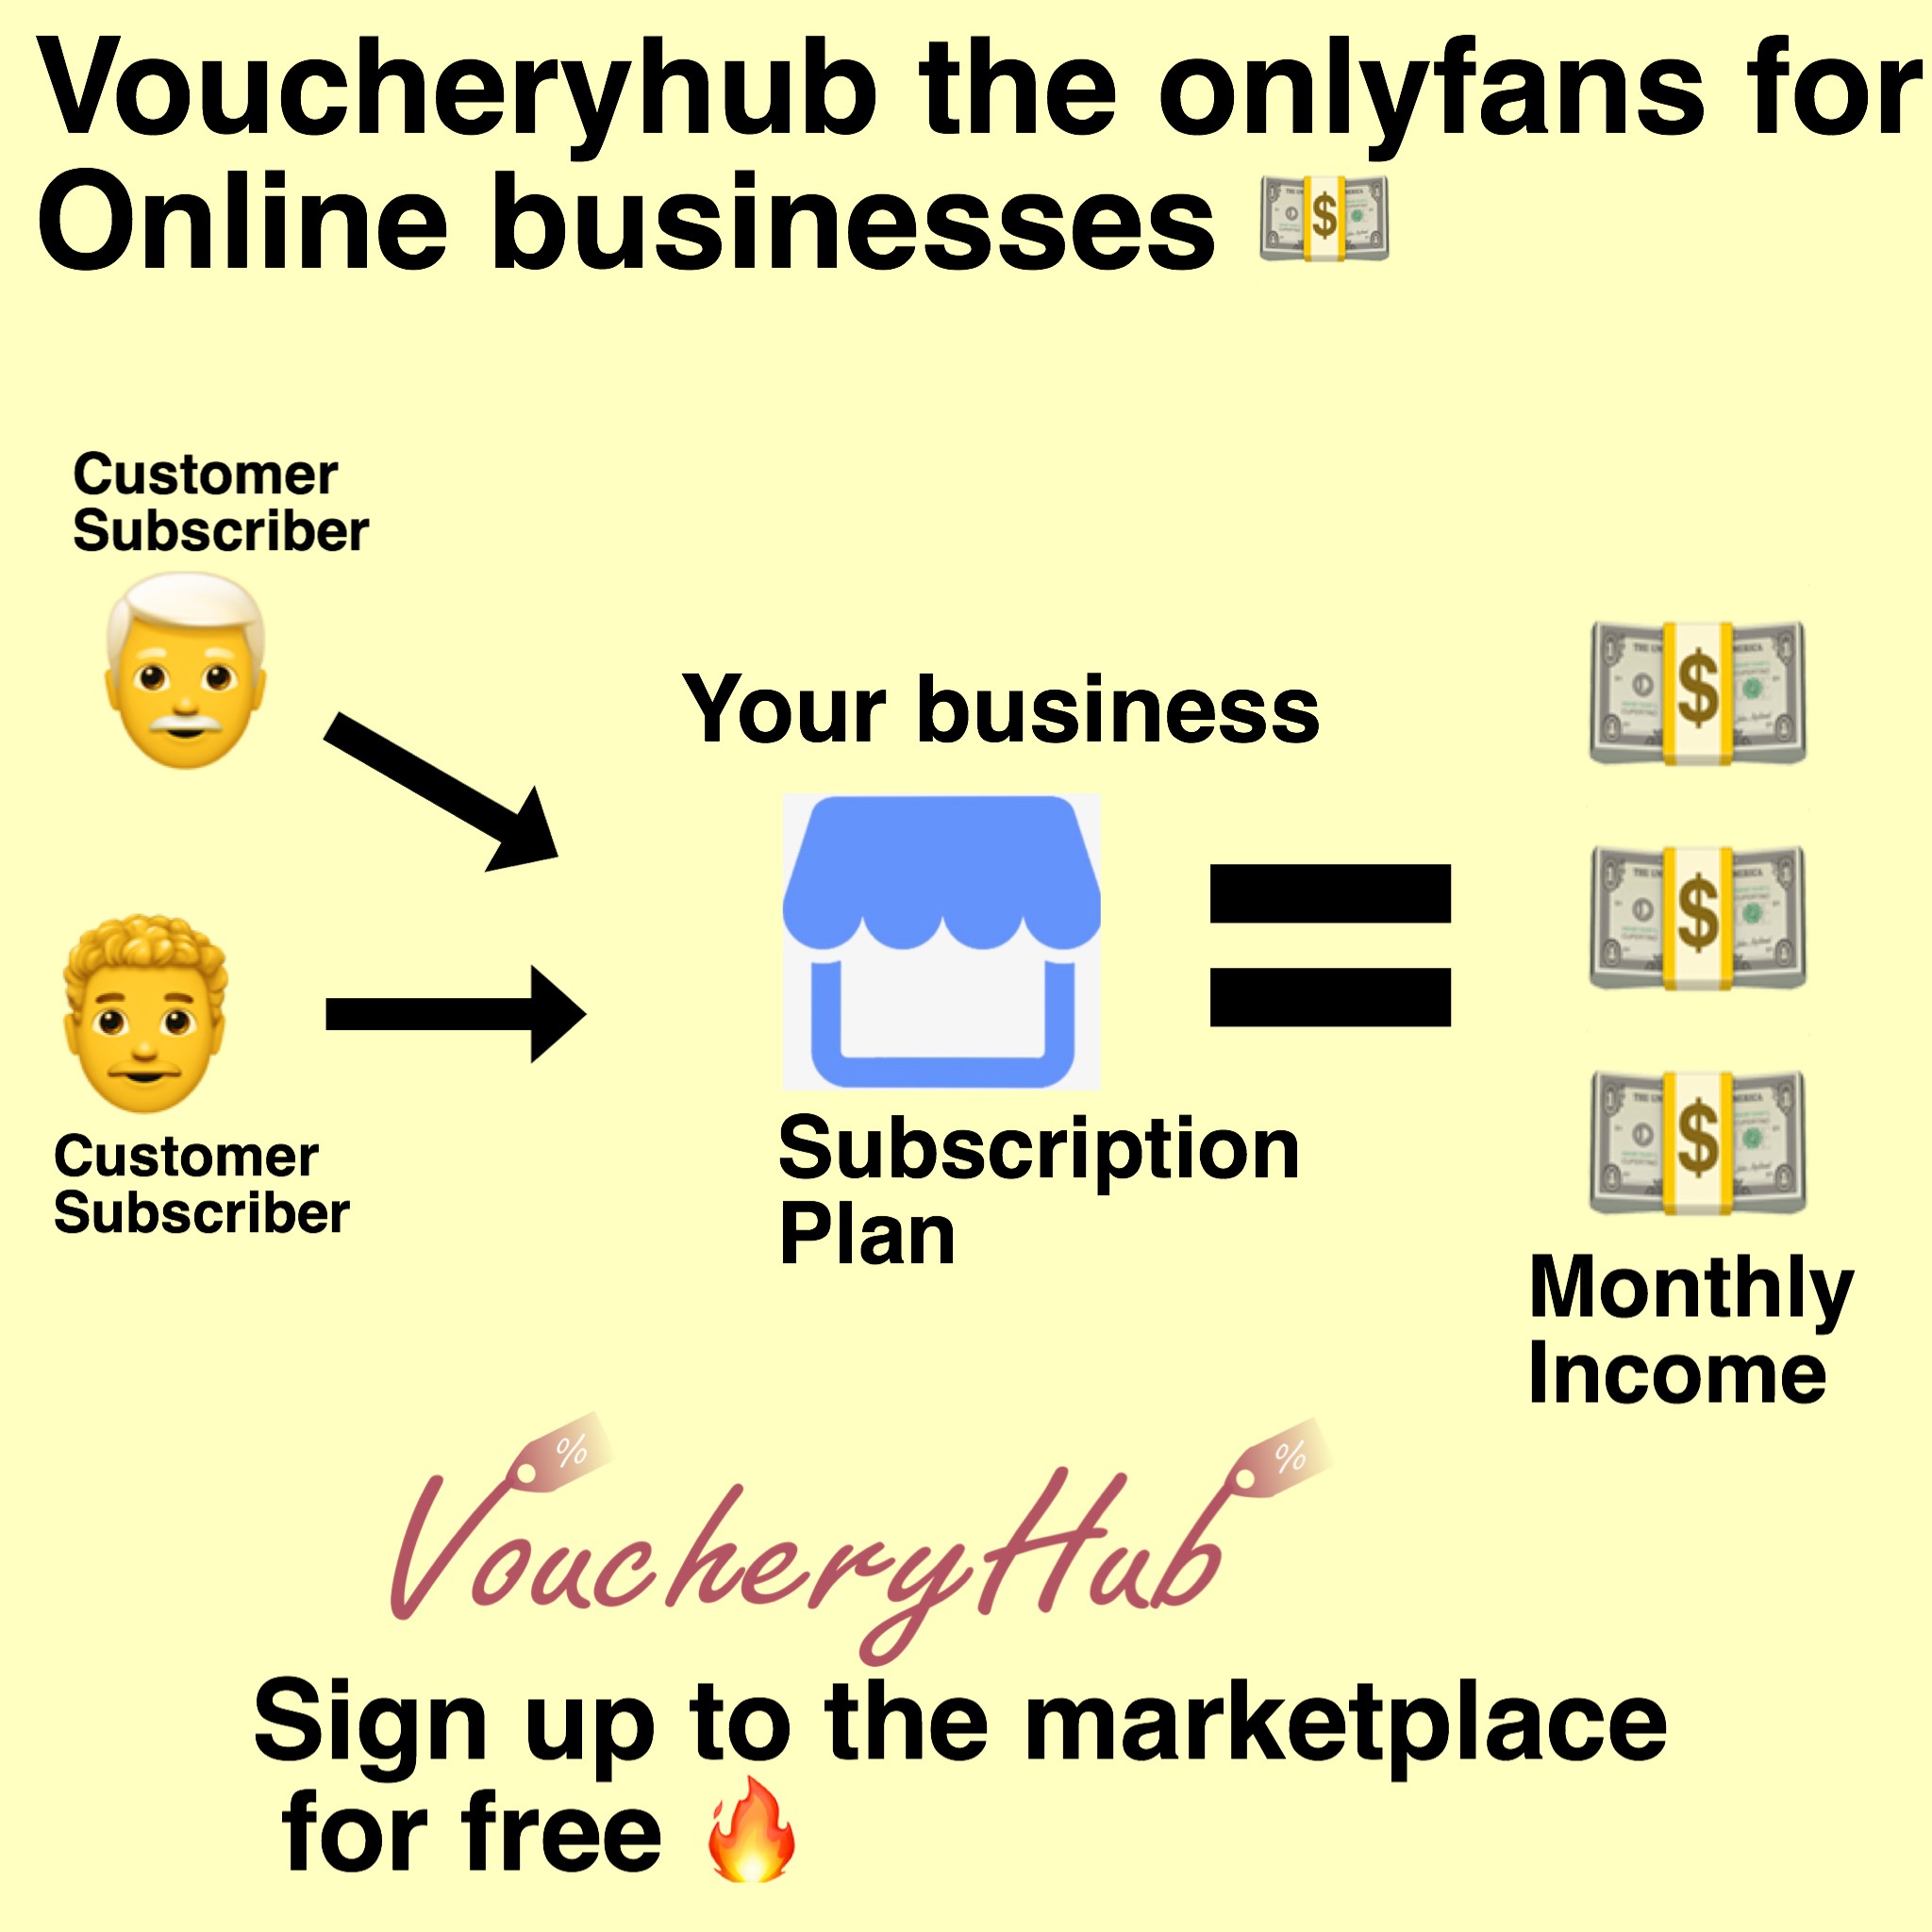 Voucheryhub the onlyfans for
Online businesses
Customer
Subscriber
Your business
Customer
Subscriber
Subscription
Plan
Monthly
Income
%
%
VoucheryHub
Sign up to the marketplace
for free